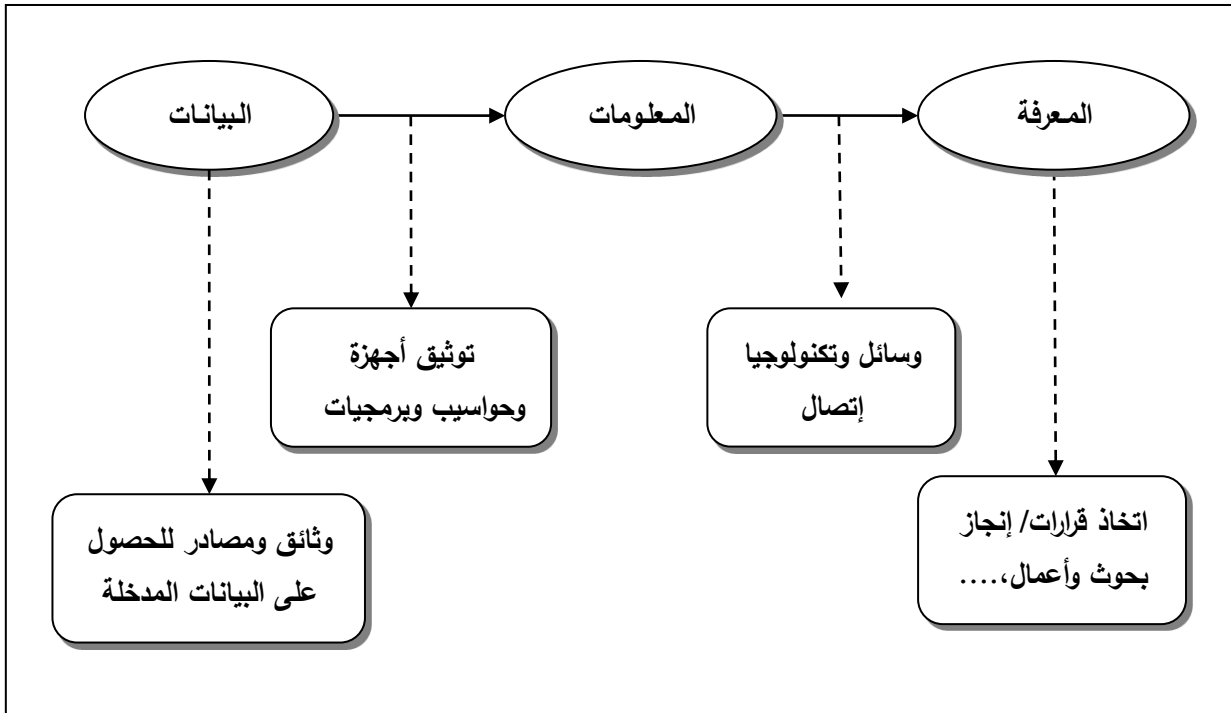 البيانات
المعلومات
المعرفة
توثيق أجهزة
وحواسيب وبرمجيات
وسائل وتكنولوجيا
إتصال
وثائق ومصادر للحصول
على البيانات المدخلة
اتخاذ قرارات/ إنجاز
بحوث وأعمال،....